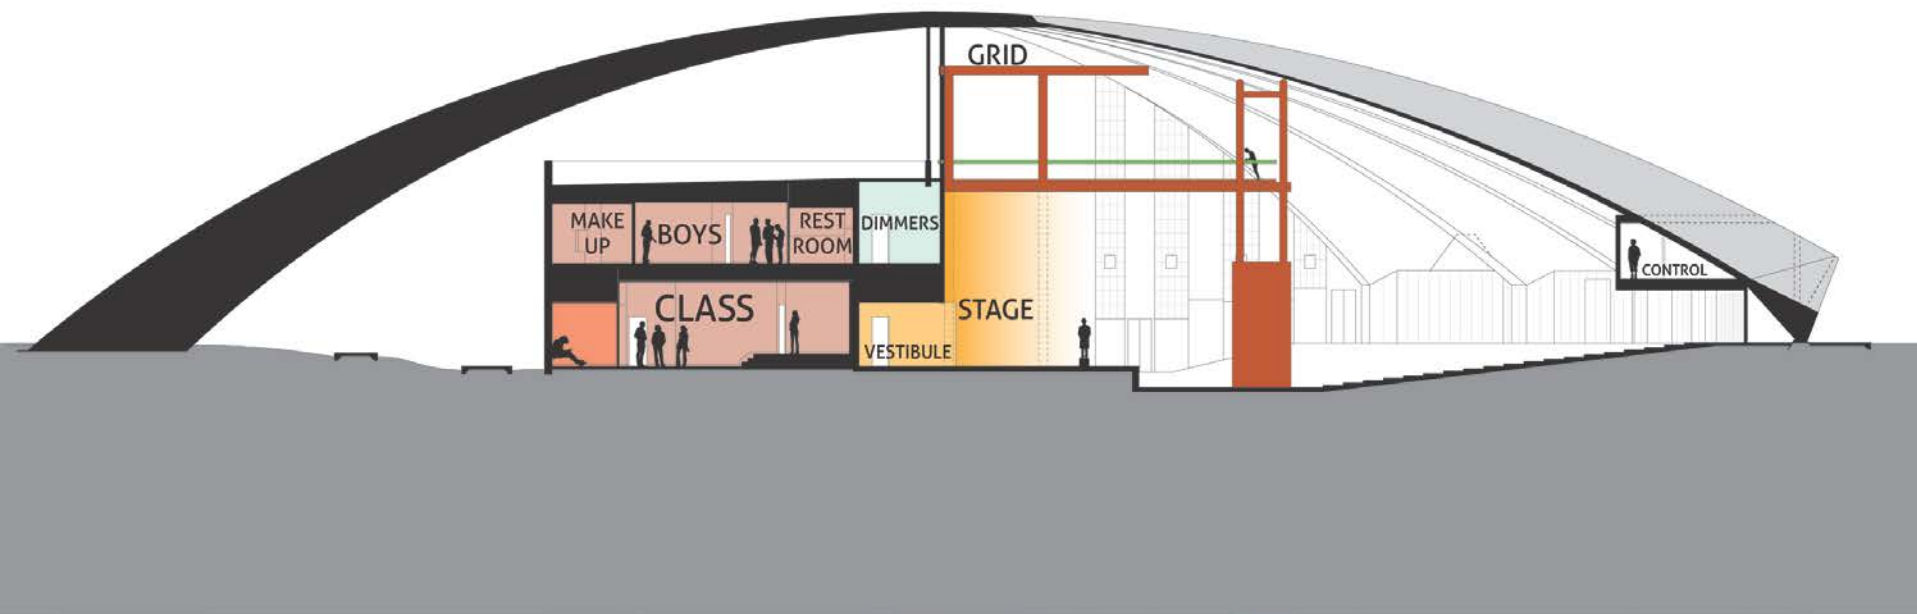 GRID
MAKE
UP
BOYS
REST
ROOM
DIMMERS
CONTROL
CLASS
STAGE
VESTIBULE